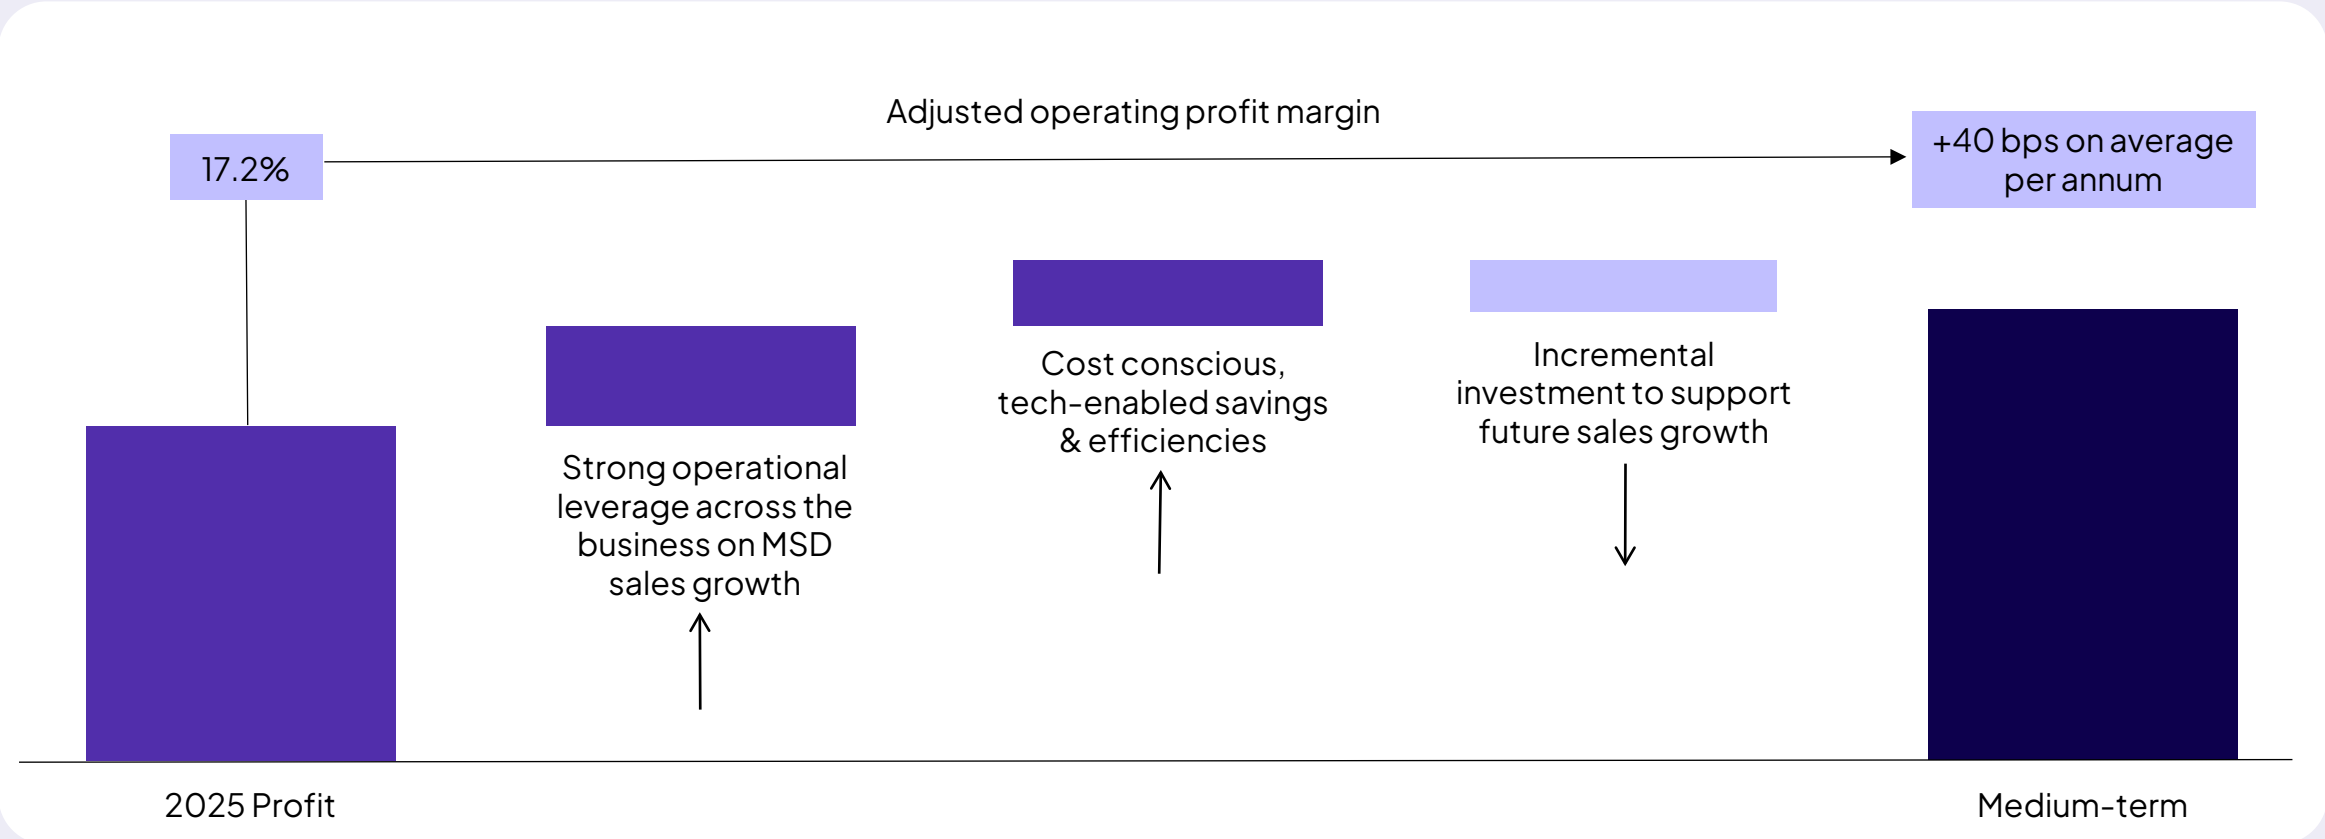 Adjusted operating profit margin
17.2%
+40 bps on average
per annum
Strong operational
leverage across the
business on MSD
sales growth
Cost conscious,
tech-enabled savings
& efficiencies
Incremental
investment to support
future sales growth
2025 Profit
Medium-term